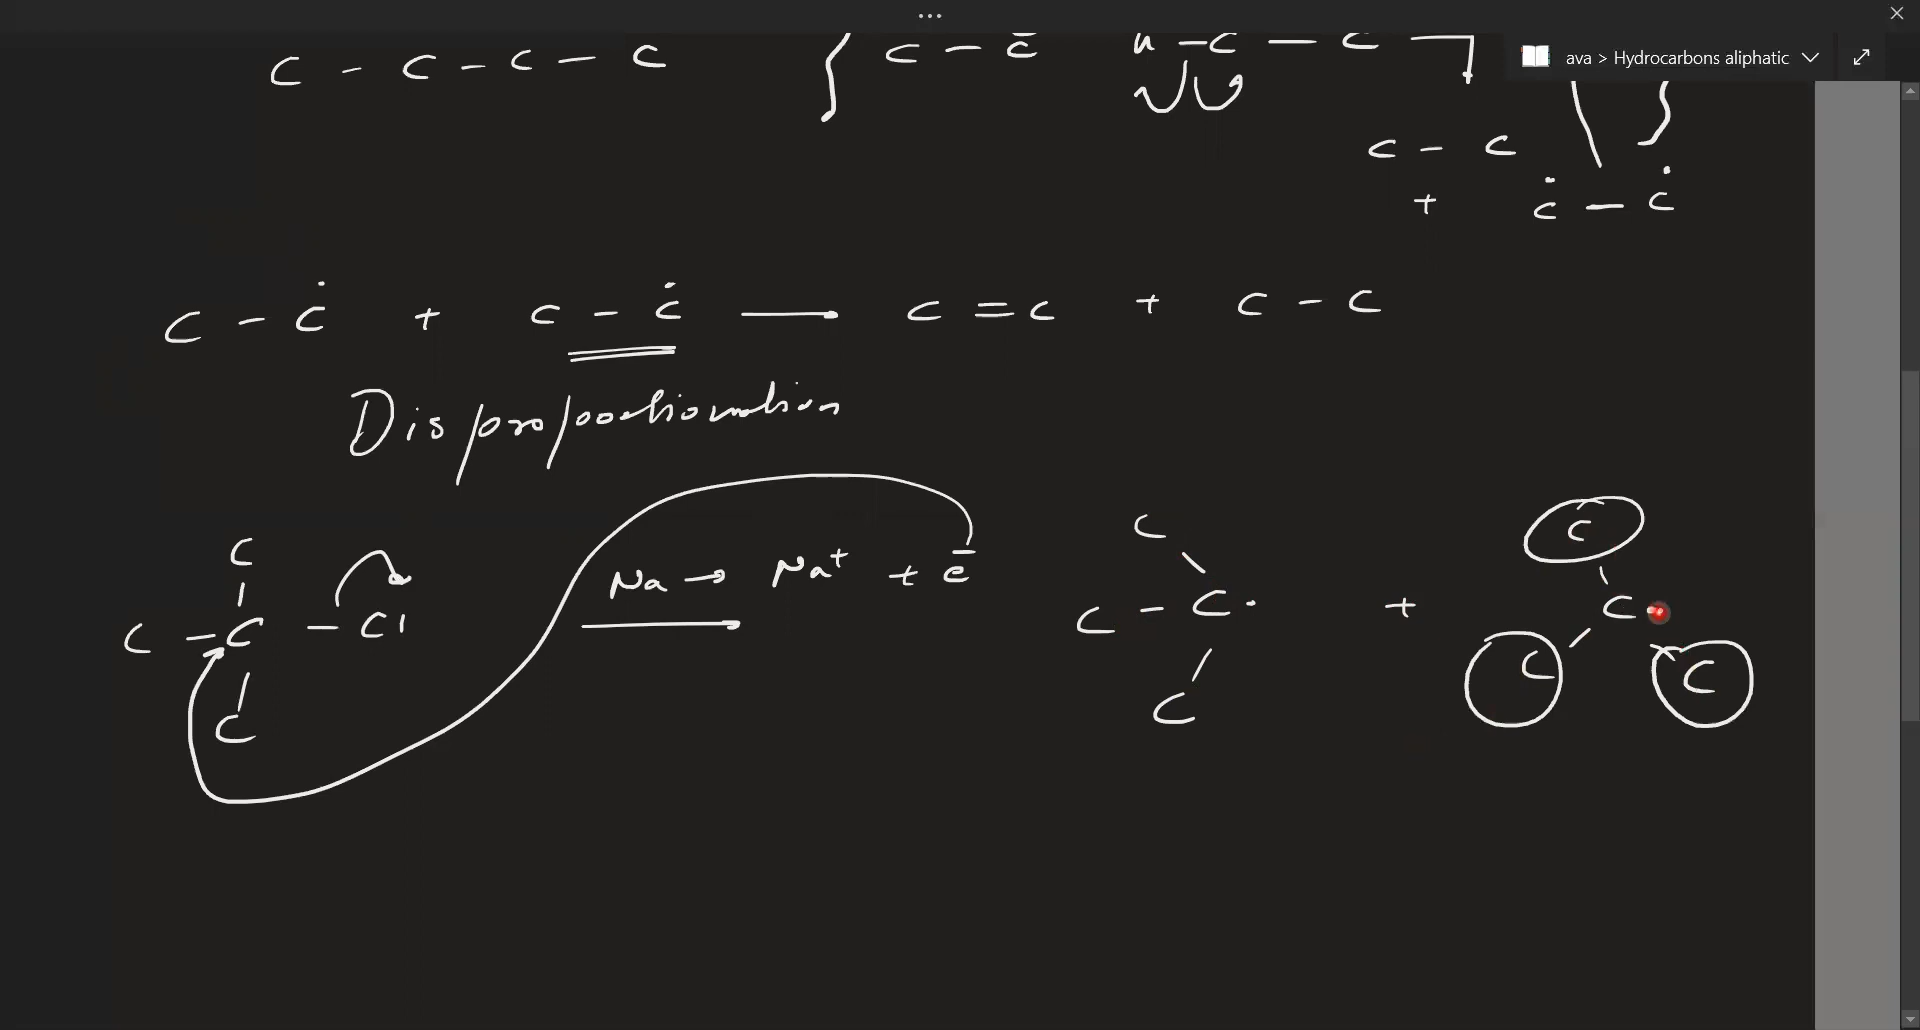 ava > Hydrocarbons aliphatic
C - C - C - C
C - C
C - C
+ Ċ - Ċ
C - Ċ + C - Ċ → C = C + C - C
Disproportionation
C C C
C - C - Cl Na → Na⁺ + e⁻ C - C· + C·
C C C C